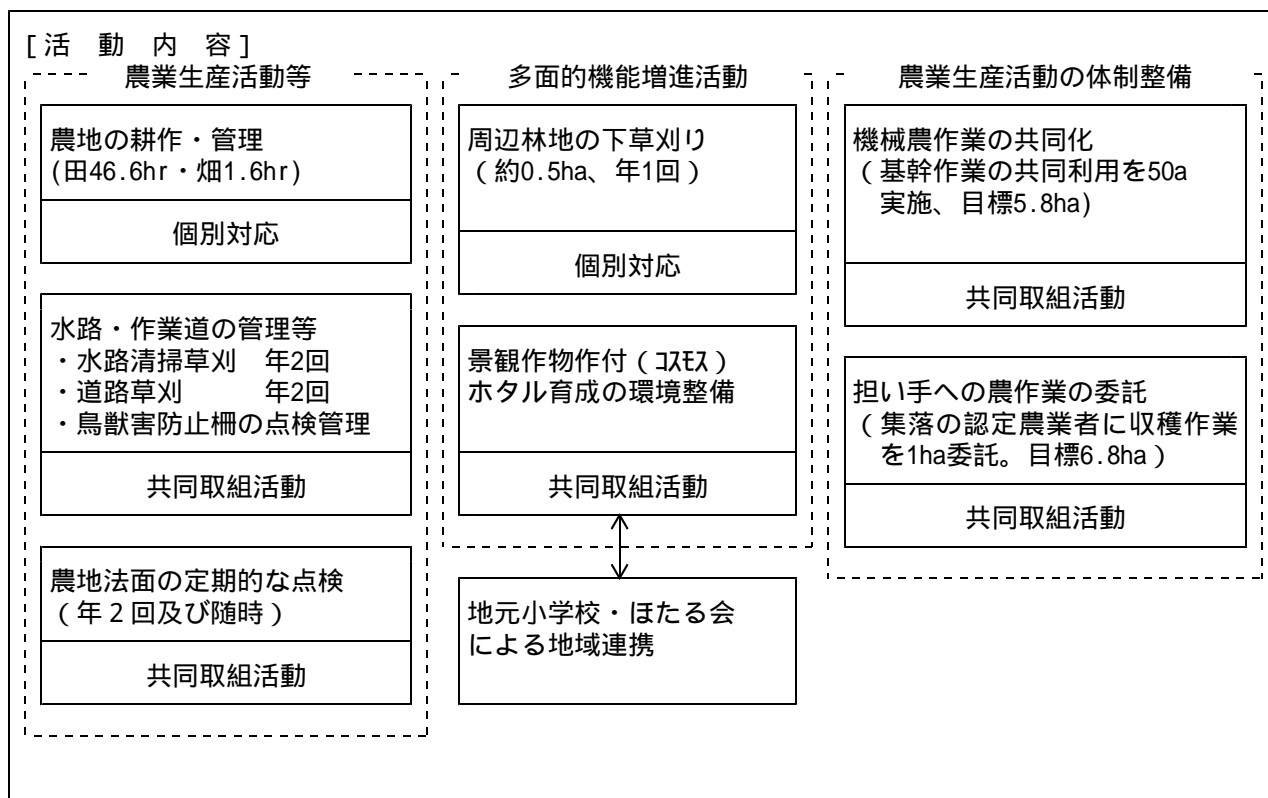 [活 動 内 容]
農業生産活動等
農地の耕作・管理
(田46.6hr・畑1.6hr)
個別対応
水路・作業道の管理等
・水路清掃草刈 年2回
・道路草刈 年2回
・鳥獣害防止柵の点検管理
共同取組活動
農地法面の定期的な点検
（年２回及び随時）
共同取組活動
多面的機能増進活動
周辺林地の下草刈り
（約0.5ha、年1回）
個別対応
景観作物作付（ｺｽﾓｽ）
ホタル育成の環境整備
共同取組活動
地元小学校・ほたる会
による地域連携
農業生産活動の体制整備
機械農作業の共同化
（基幹作業の共同利用を50a
実施、目標5.8ha)
共同取組活動
担い手への農作業の委託
（集落の認定農業者に収穫作業
を1ha委託。目標6.8ha）
共同取組活動